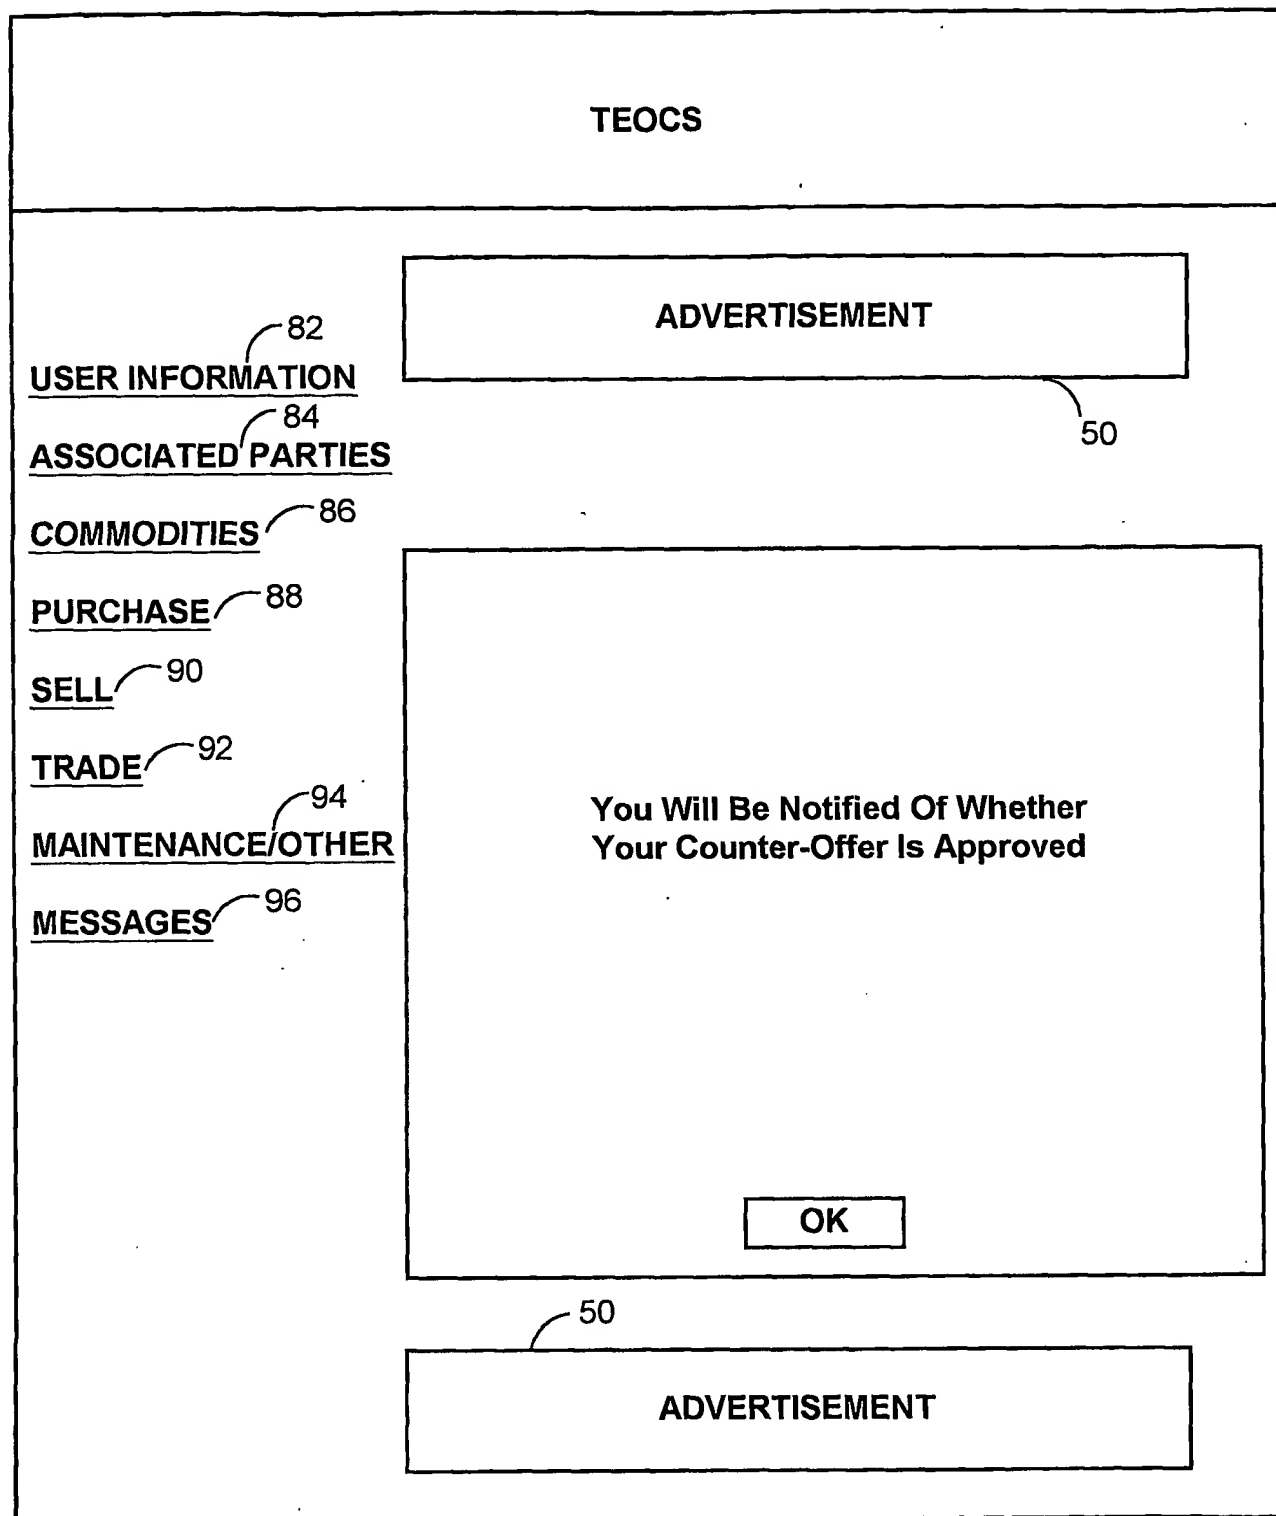 TEOCS
ADVERTISEMENT
50
82
USER INFORMATION
84
ASSOCIATED PARTIES
86
COMMODITIES
88
PURCHASE
90
SELL
92
TRADE
94
MAINTENANCE/OTHER
96
MESSAGES
You Will Be Notified Of Whether
Your Counter-Offer Is Approved
OK
50
ADVERTISEMENT